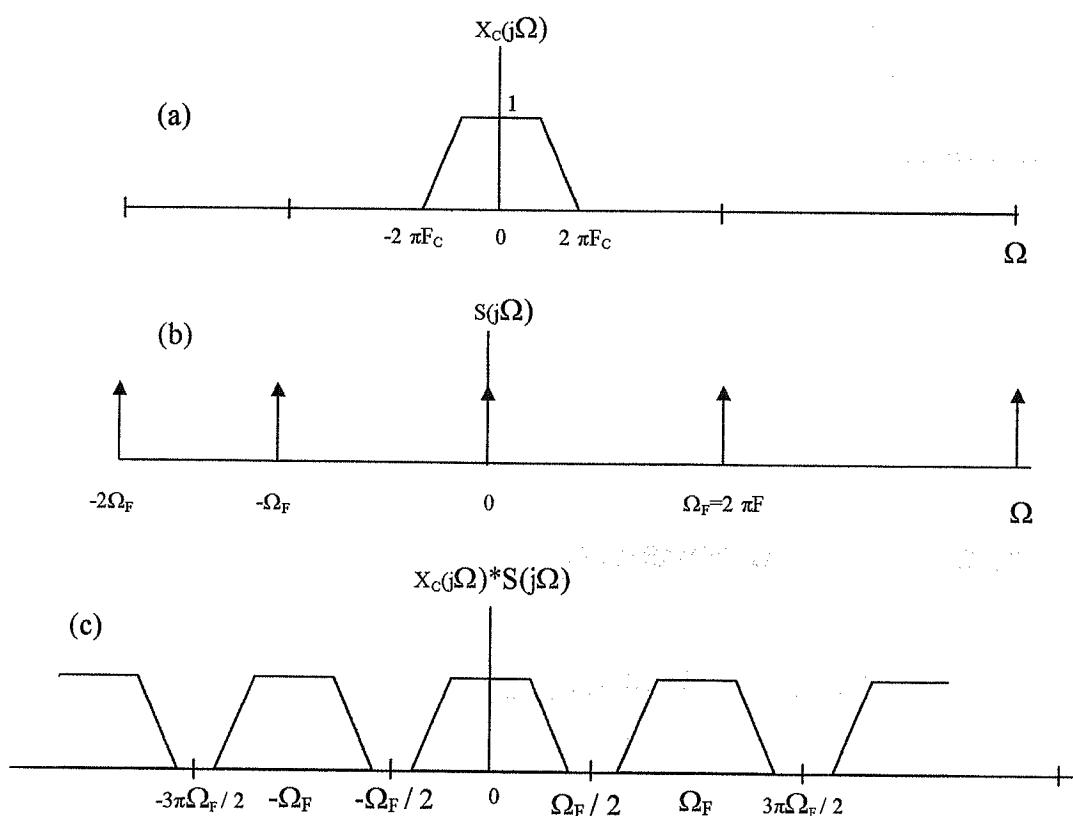 X_C(jΩ)
(a)
1
-2 πF_C 0 2 πF_C
Ω
S(jΩ)
(b)
-2Ω_F -Ω_F 0 Ω_F=2 πF
Ω
X_C(jΩ)*S(jΩ)
(c)
-3πΩ_F/2 -Ω_F -Ω_F/2 0 Ω_F/2 Ω_F 3πΩ_F/2